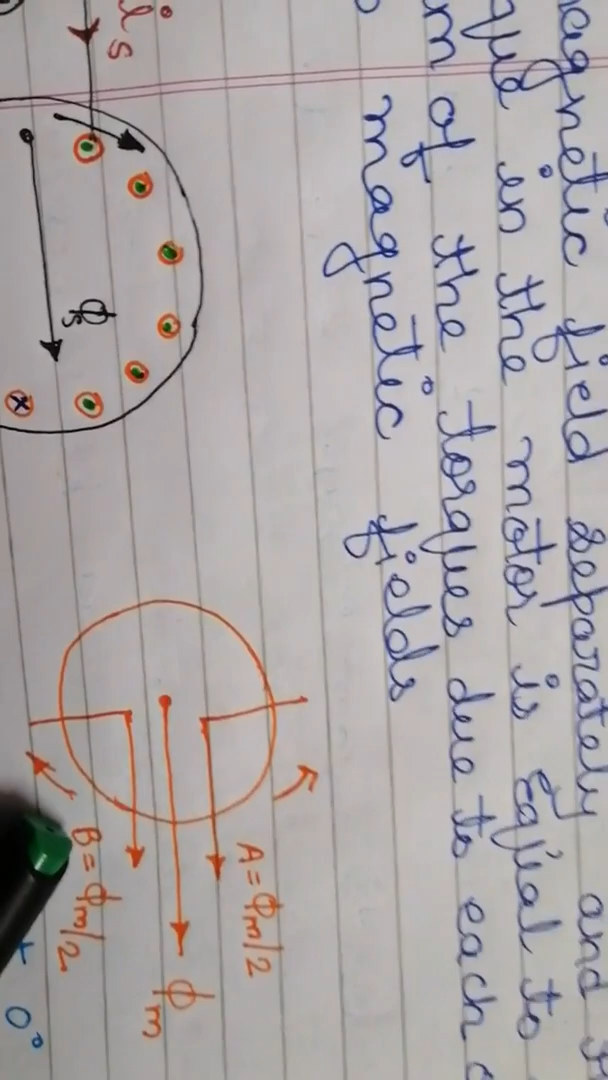 magnetic field separately and
in the motor is Equal to
of the torques due to each
magnetic fields
is
ϕs
A = ϕm/2
ϕm
B = ϕm/2
0°